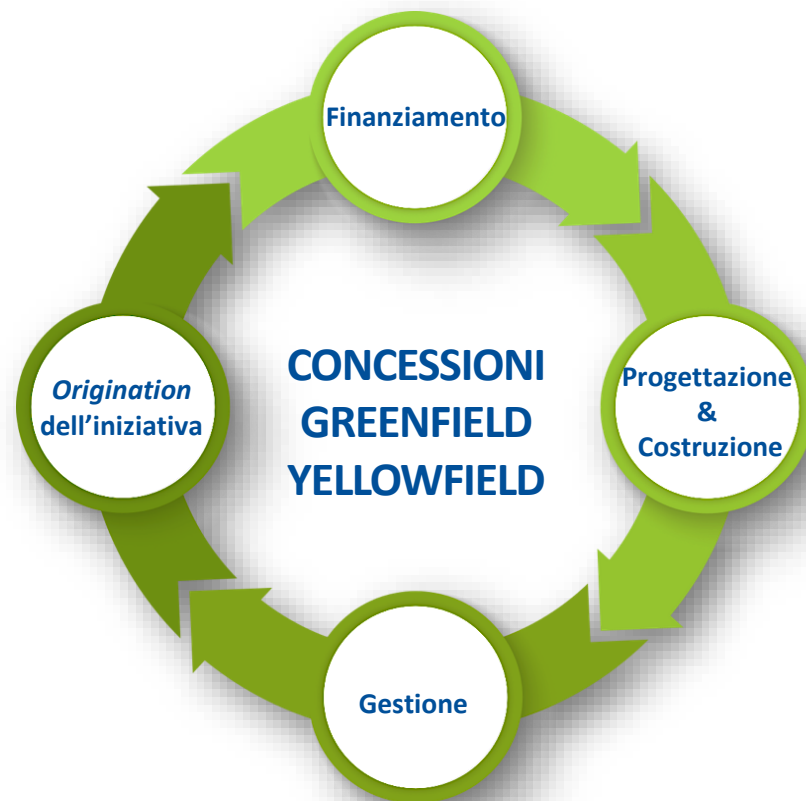 Finanziamento
Origination
dell’iniziativa
CONCESSIONI
GREENFIELD
YELLOWFIELD
Progettazione
&
Costruzione
Gestione